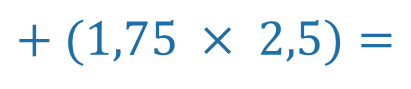 + (1,75 × 2,5) =